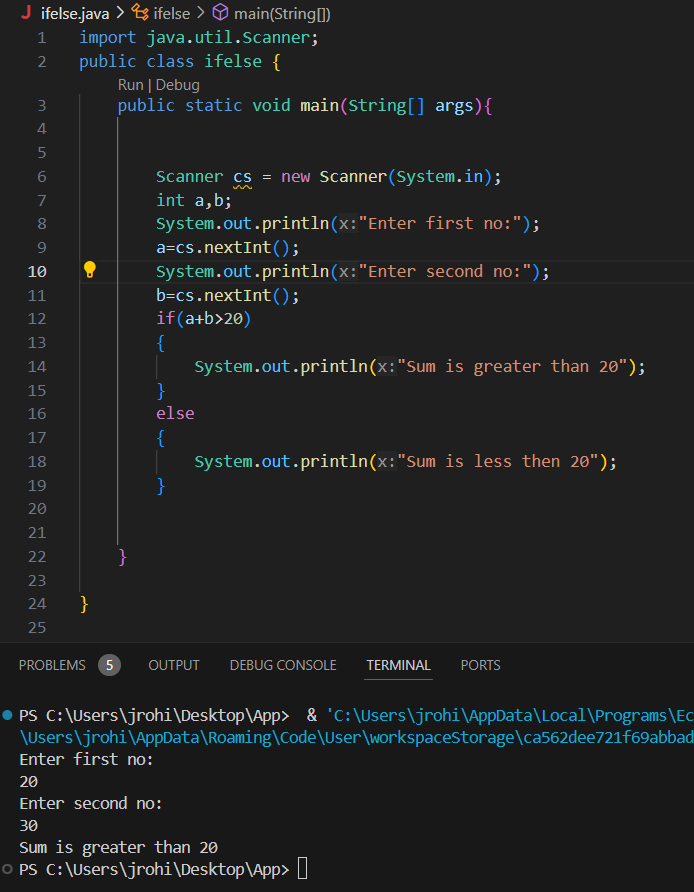 J ifelse.java > ifelse > main(String[])
1 import java.util.Scanner;
2 public class ifelse {
Run | Debug
3 public static void main(String[] args){
4
5
6 Scanner cs = new Scanner(System.in);
7 int a,b;
8 System.out.println(x:"Enter first no:");
9 a=cs.nextInt();
10 System.out.println(x:"Enter second no:");
11 b=cs.nextInt();
12 if(a+b>20)
13 {
14 System.out.println(x:"Sum is greater than 20");
15 }
16 else
17 {
18 System.out.println(x:"Sum is less then 20");
19 }
20
21
22 }
23
24 }
25
PROBLEMS 5 OUTPUT DEBUG CONSOLE TERMINAL PORTS
PS C:\Users\jrohi\Desktop\App> & 'C:\Users\jrohi\AppData\Local\Programs\Ec
\Users\jrohi\AppData\Roaming\Code\User\workspaceStorage\ca562dee721f69abbad
Enter first no:
20
Enter second no:
30
Sum is greater than 20
PS C:\Users\jrohi\Desktop\App>